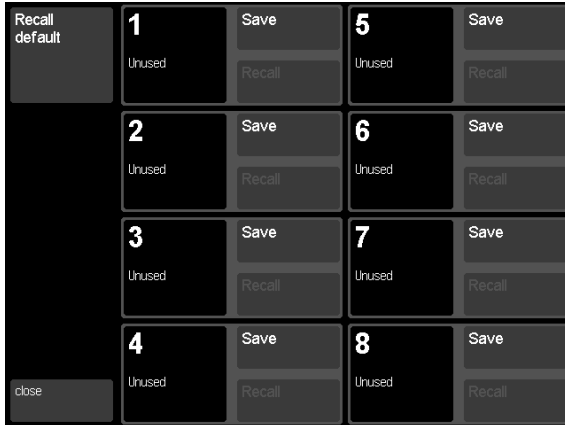 Recall
default
1
Save
Unused
Recall
5
Save
Unused
Recall
2
Save
Unused
Recall
6
Save
Unused
Recall
3
Save
Unused
Recall
7
Save
Unused
Recall
4
Save
Unused
Recall
8
Save
Unused
Recall
close